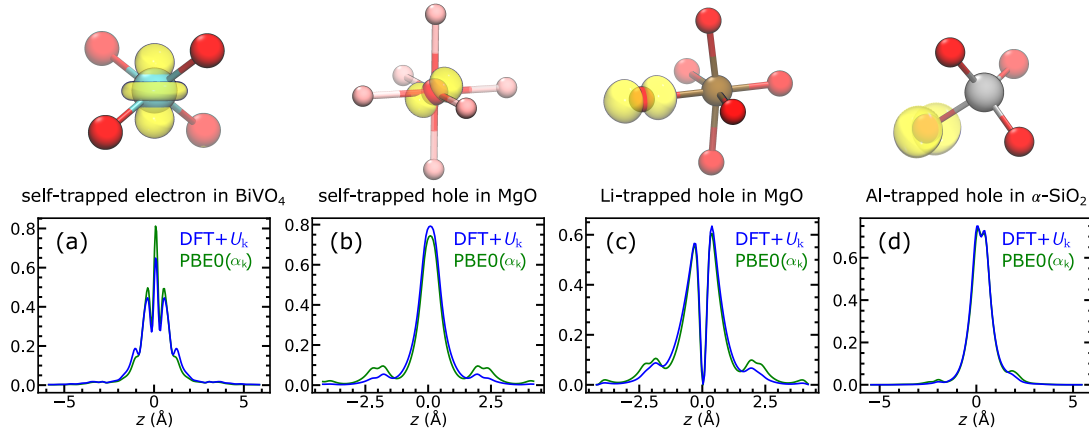 self-trapped electron in BiVO₄
self-trapped hole in MgO
Li-trapped hole in MgO
Al-trapped hole in α-SiO₂
(a)
DFT+Uₖ
PBE0(αₖ)
0.8
0.6
0.4
0.2
0.0
−5
0
5
z (Å)
(b)
DFT+Uₖ
PBE0(αₖ)
0.8
0.6
0.4
0.2
0.0
−2.5
0.0
2.5
z (Å)
(c)
DFT+Uₖ
PBE0(αₖ)
0.6
0.4
0.2
0.0
−2.5
0.0
2.5
z (Å)
(d)
DFT+Uₖ
PBE0(αₖ)
0.6
0.4
0.2
0.0
−5
0
5
z (Å)